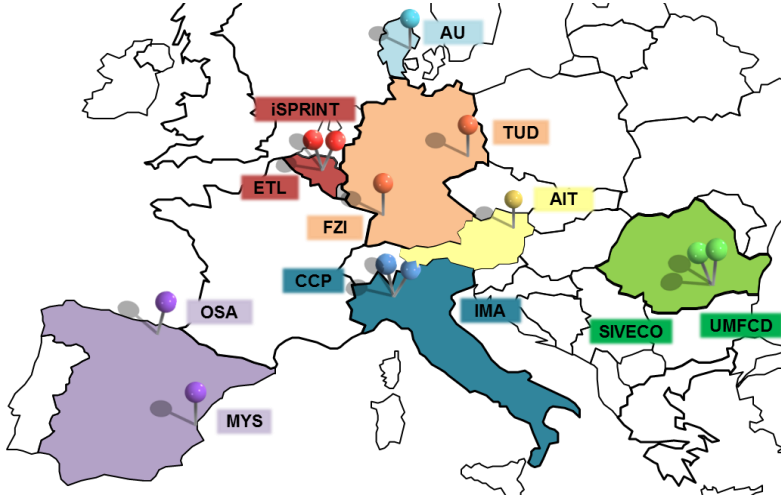 AU
iSPRINT
TUD
ETL
AIT
FZI
CCP
OSA
IMA
SIVECO
UMFCD
MYS